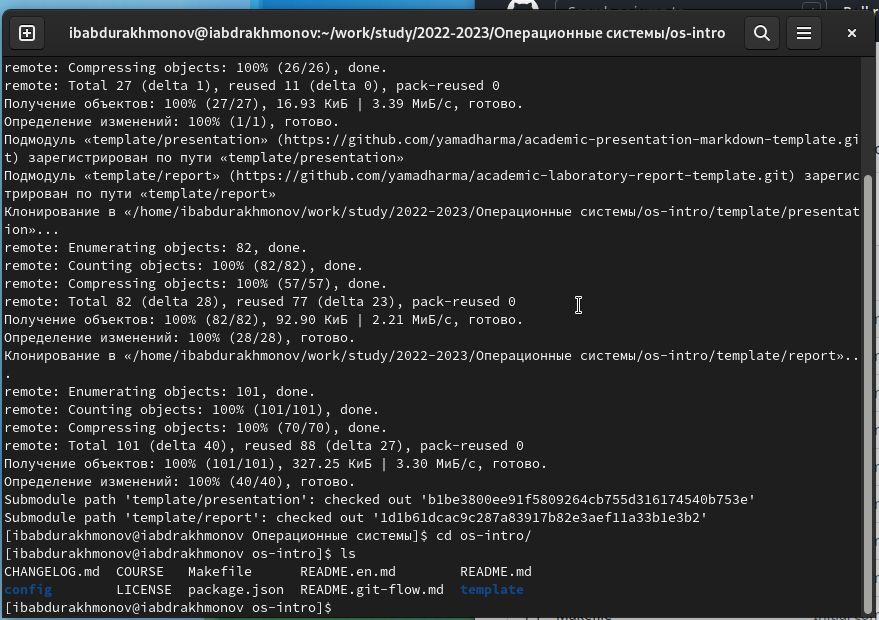 ibabdurakhmonov@iabdrakhmonov:~/work/study/2022-2023/Операционные системы/os-intro
remote: Compressing objects: 100% (26/26), done.
remote: Total 27 (delta 1), reused 11 (delta 0), pack-reused 0
Получение объектов: 100% (27/27), 16.93 КиБ | 3.39 МиБ/с, готово.
Определение изменений: 100% (1/1), готово.
Подмодуль «template/presentation» (https://github.com/yamadharma/academic-presentation-markdown-template.gi
t) зарегистрирован по пути «template/presentation»
Подмодуль «template/report» (https://github.com/yamadharma/academic-laboratory-report-template.git) зарегис
трирован по пути «template/report»
Клонирование в «/home/ibabdurakhmonov/work/study/2022-2023/Операционные системы/os-intro/template/presentat
ion»...
remote: Enumerating objects: 82, done.
remote: Counting objects: 100% (82/82), done.
remote: Compressing objects: 100% (57/57), done.
remote: Total 82 (delta 28), reused 77 (delta 23), pack-reused 0
Получение объектов: 100% (82/82), 92.90 КиБ | 2.21 МиБ/с, готово.
Определение изменений: 100% (28/28), готово.
Клонирование в «/home/ibabdurakhmonov/work/study/2022-2023/Операционные системы/os-intro/template/report»..
.
remote: Enumerating objects: 101, done.
remote: Counting objects: 100% (101/101), done.
remote: Compressing objects: 100% (70/70), done.
remote: Total 101 (delta 40), reused 88 (delta 27), pack-reused 0
Получение объектов: 100% (101/101), 327.25 КиБ | 3.30 МиБ/с, готово.
Определение изменений: 100% (40/40), готово.
Submodule path 'template/presentation': checked out 'b1be3800ee91f5809264cb755d316174540b753e'
Submodule path 'template/report': checked out '1d1b61dcac9c287a83917b82e3aef11a33b1e3b2'
[ibabdurakhmonov@iabdrakhmonov Операционные системы]$ cd os-intro/
[ibabdurakhmonov@iabdrakhmonov os-intro]$ ls
CHANGELOG.md  COURSE   Makefile      README.en.md        README.md
config        LICENSE  package.json  README.git-flow.md  template
[ibabdurakhmonov@iabdrakhmonov os-intro]$